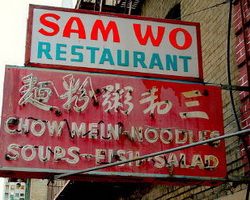 SAM WO
RESTAURANT
三和粥粉麵
CHOW MEIN-NOODLES
SOUPS-FISH-SALAD